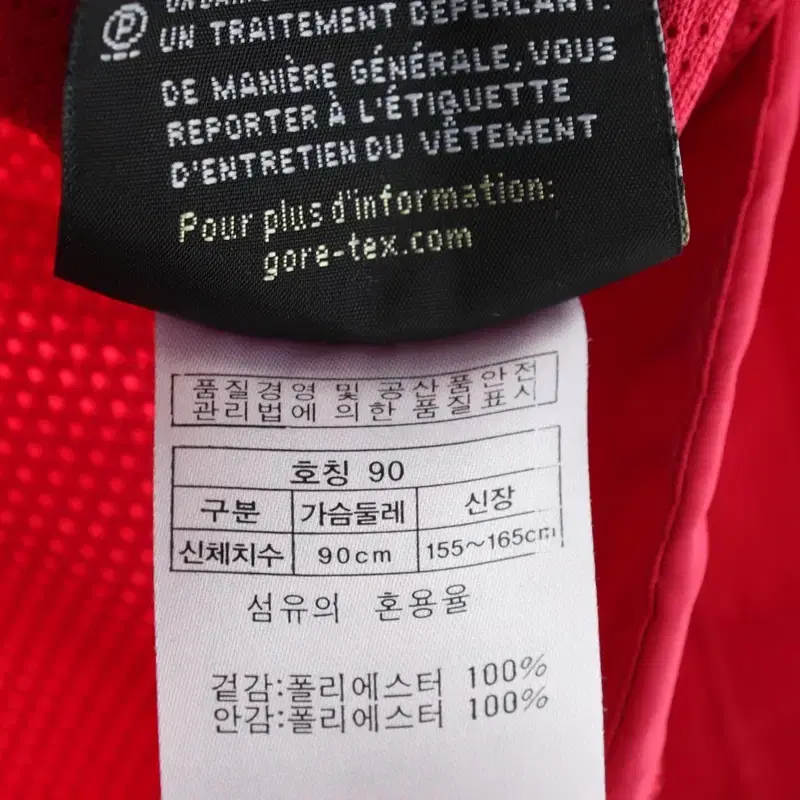 UN TRAITEMENT DÉPERLANT.
DE MANIÈRE GÉNÉRALE, VOUS
REPORTER À L'ÉTIQUETTE
D'ENTRETIEN DU VÊTEMENT
Pour plus d'information:
gore-tex.com
품질경영 및 공산품안전
관리법에 의한 품질표시
호칭 90
구분 가슴둘레 신장
신체치수 90cm 155~165cm
섬유의 혼용율
겉감:폴리에스터 100%
안감:폴리에스터 100%